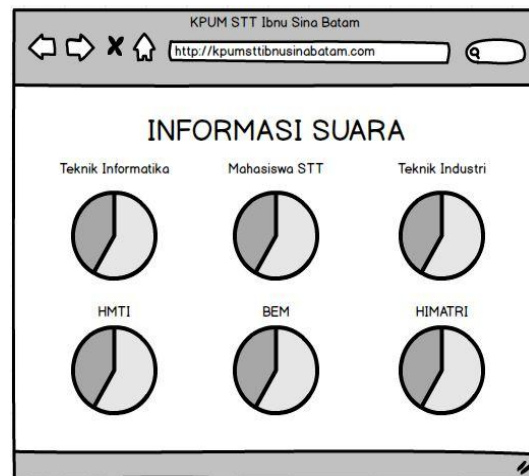 KPUM STT Ibnu Sina Batam
http://kpumsttibnusinabatam.com
INFORMASI SUARA
Teknik Informatika Mahasiswa STT Teknik Industri
HMTI BEM HIMATRI